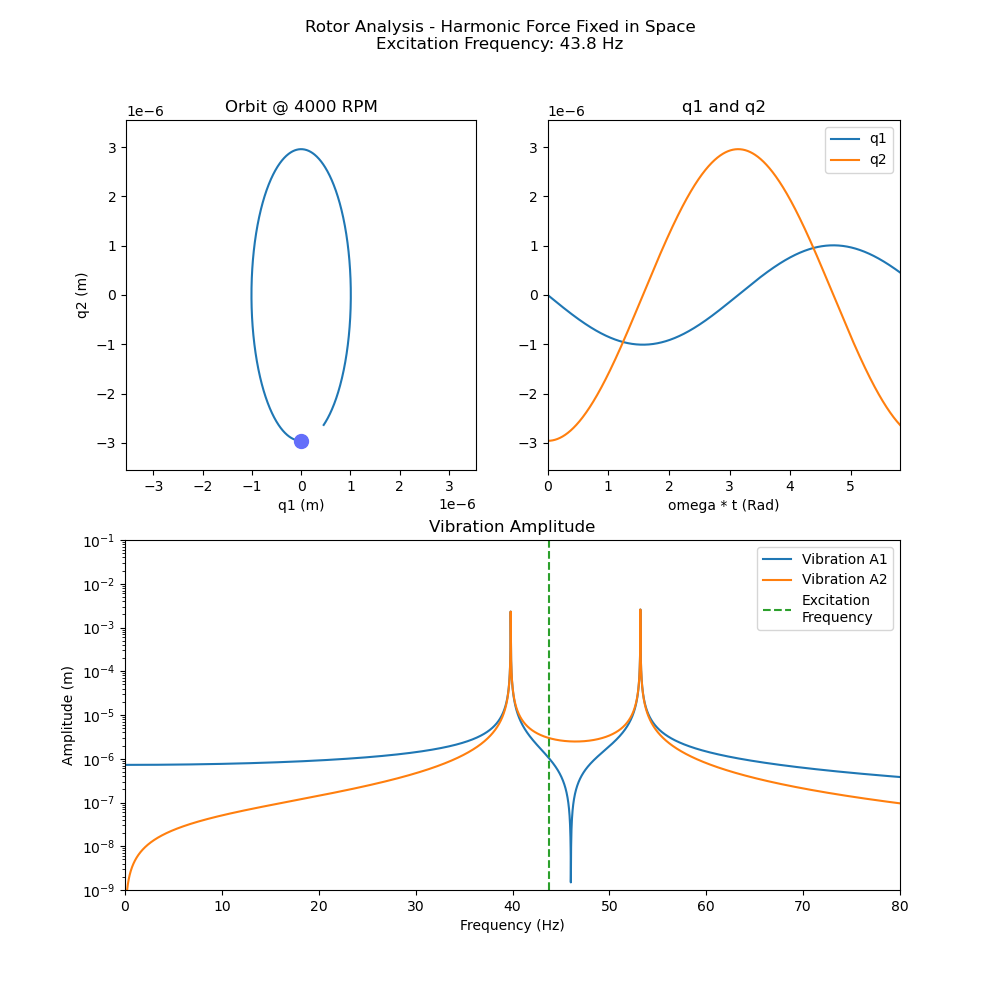 Rotor Analysis - Harmonic Force Fixed in Space
Excitation Frequency: 43.8 Hz
Orbit @ 4000 RPM
1e−6
q2 (m)
3
2
1
0
−1
−2
−3
−3 −2 −1 0 1 2 3
1e−6
q1 (m)
q1 and q2
1e−6
q1
q2
3
2
1
0
−1
−2
−3
0 1 2 3 4 5
omega * t (Rad)
Vibration Amplitude
Vibration A1
Vibration A2
Excitation
Frequency
Amplitude (m)
10⁻¹
10⁻²
10⁻³
10⁻⁴
10⁻⁵
10⁻⁶
10⁻⁷
10⁻⁸
10⁻⁹
0 10 20 30 40 50 60 70 80
Frequency (Hz)